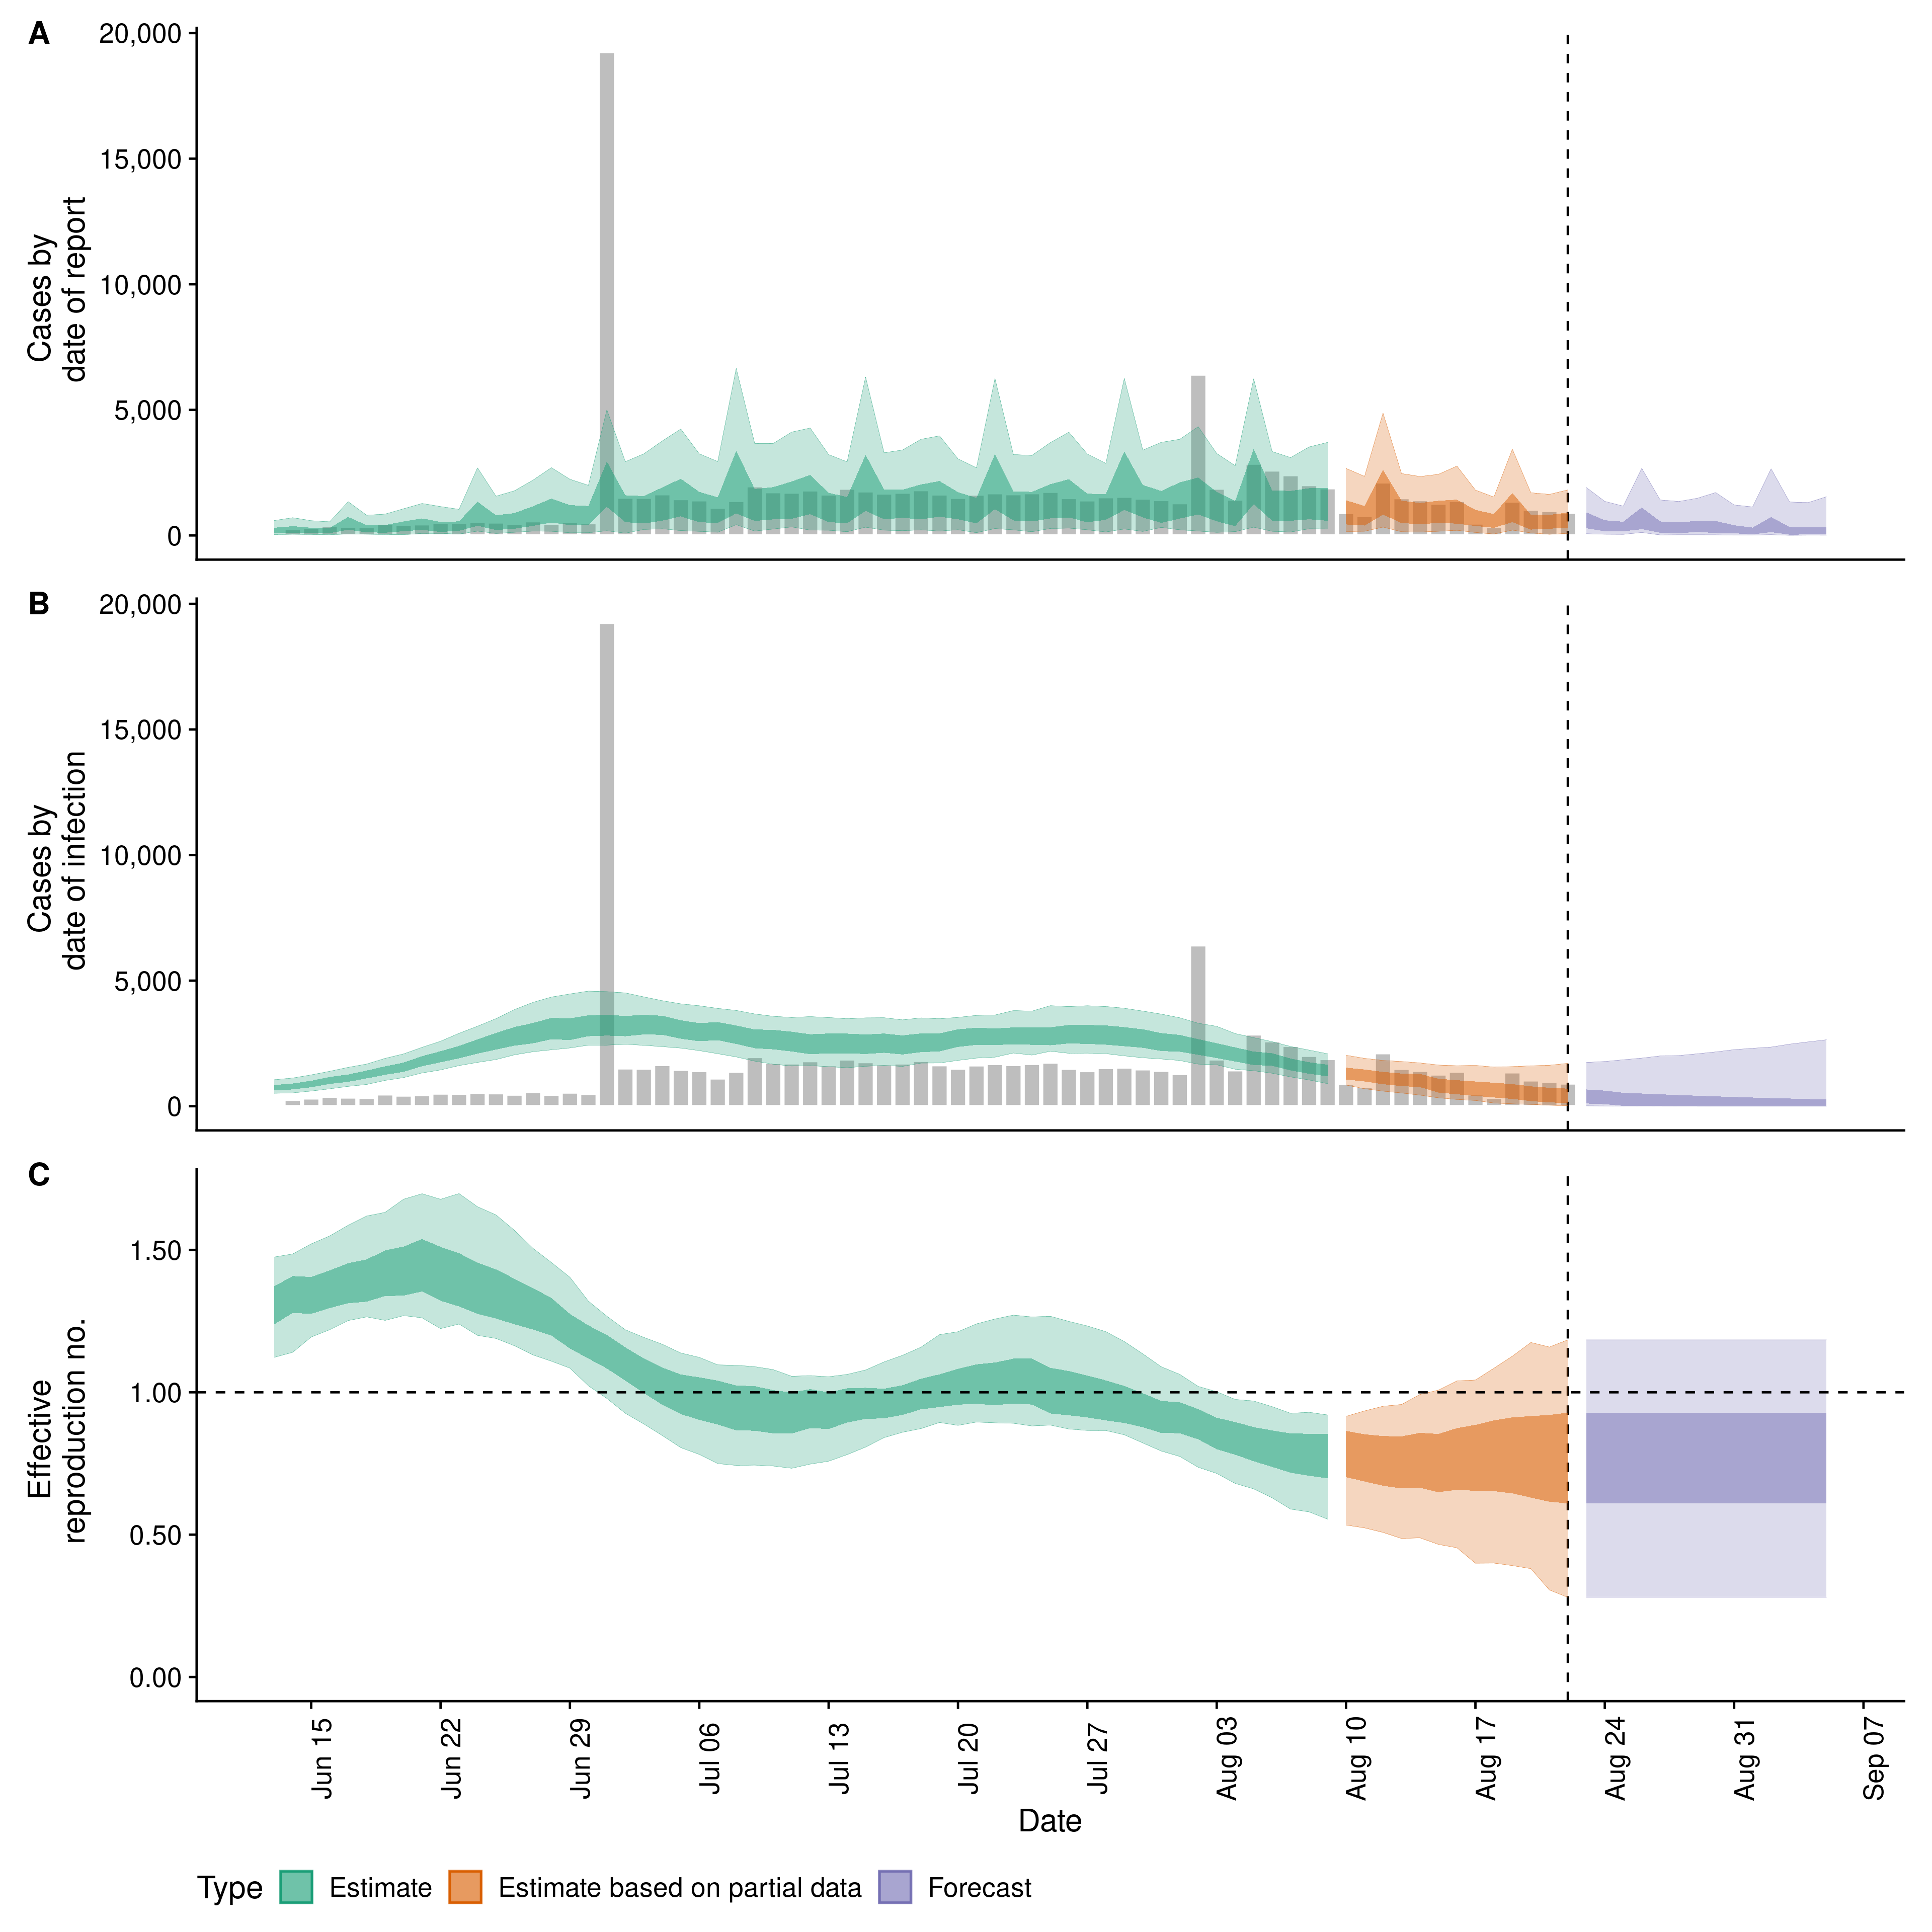 A
20,000
15,000
10,000
5,000
0
Cases by
date of report
B
20,000
15,000
10,000
5,000
0
Cases by
date of infection
C
1.50
1.00
0.50
0.00
Effective
reproduction no.
Jun 15
Jun 22
Jun 29
Jul 06
Jul 13
Jul 20
Jul 27
Aug 03
Aug 10
Aug 17
Aug 24
Aug 31
Sep 07
Date
Type Estimate Estimate based on partial data Forecast